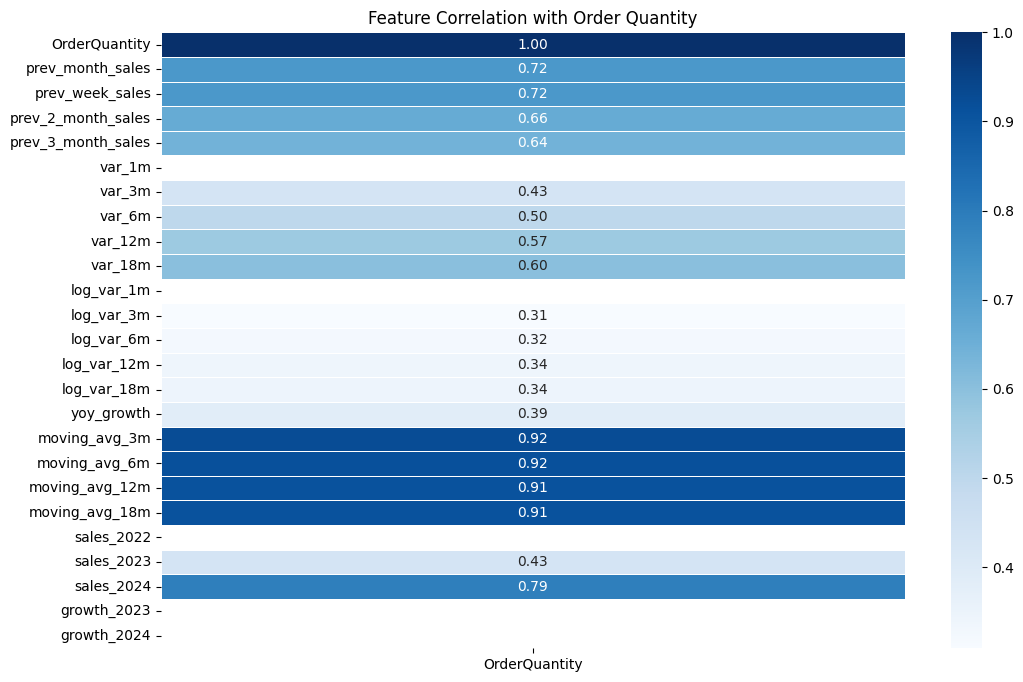 Feature Correlation with Order Quantity
OrderQuantity 1.00
prev_month_sales 0.72
prev_week_sales 0.72
prev_2_month_sales 0.66
prev_3_month_sales 0.64
var_1m
var_3m 0.43
var_6m 0.50
var_12m 0.57
var_18m 0.60
log_var_1m
log_var_3m 0.31
log_var_6m 0.32
log_var_12m 0.34
log_var_18m 0.34
yoy_growth 0.39
moving_avg_3m 0.92
moving_avg_6m 0.92
moving_avg_12m 0.91
moving_avg_18m 0.91
sales_2022
sales_2023 0.43
sales_2024 0.79
growth_2023
growth_2024
OrderQuantity
1.0
0.9
0.8
0.7
0.6
0.5
0.4